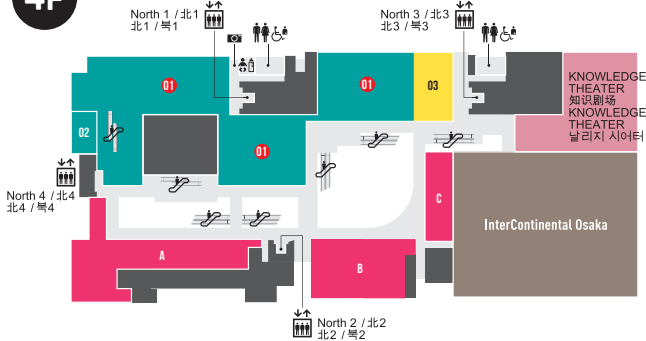 4F
North 1 / 北1
北1 / 북1
North 3 / 北3
北3 / 북3
01
01
03
KNOWLEDGE
THEATER
知识剧场
KNOWLEDGE
THEATER
날리지 시어터
02
01
North 4 / 北4
北4 / 북4
C
InterContinental Osaka
A
B
North 2 / 北2
北2 / 북2